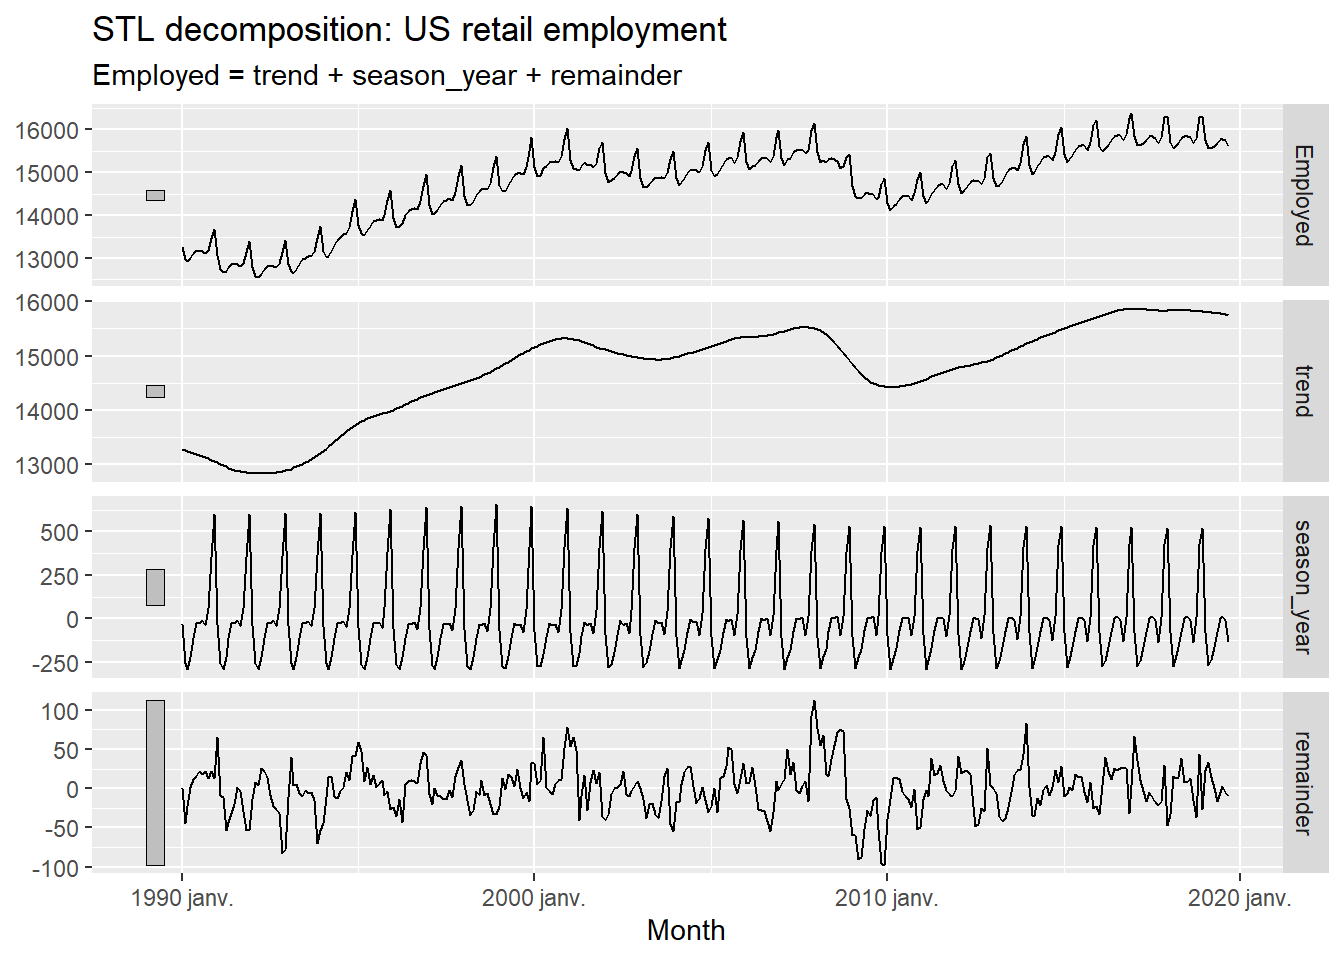 STL decomposition: US retail employment
Employed = trend + season_year + remainder
16000
15000
14000
13000
Employed
16000
15000
14000
13000
trend
500
250
0
-250
season_year
100
50
0
-50
-100
remainder
1990 janv.
2000 janv.
2010 janv.
2020 janv.
Month